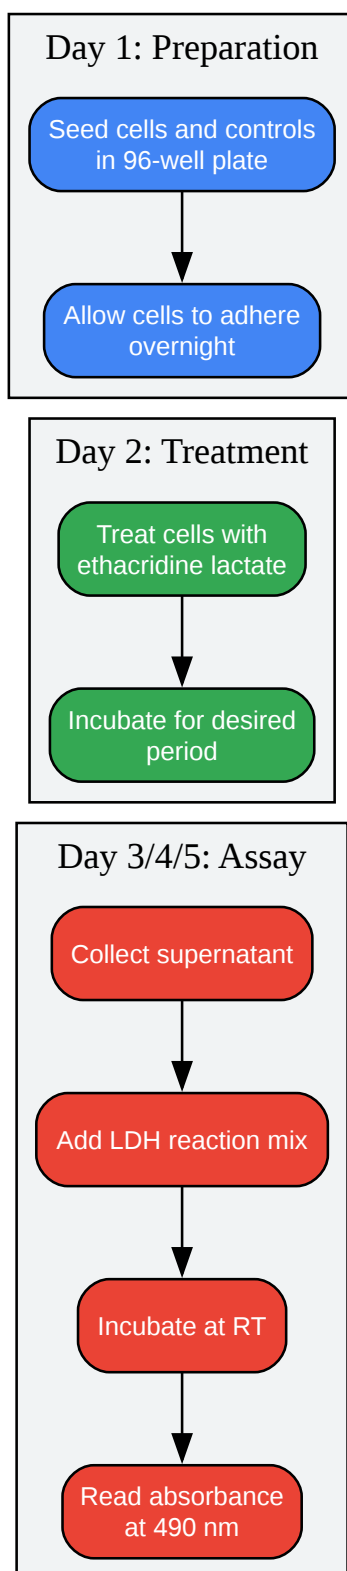 Day 1: Preparation
Seed cells and controls
in 96-well plate
Allow cells to adhere
overnight
Day 2: Treatment
Treat cells with
ethacridine lactate
Incubate for desired
period
Day 3/4/5: Assay
Collect supernatant
Add LDH reaction mix
Incubate at RT
Read absorbance
at 490 nm